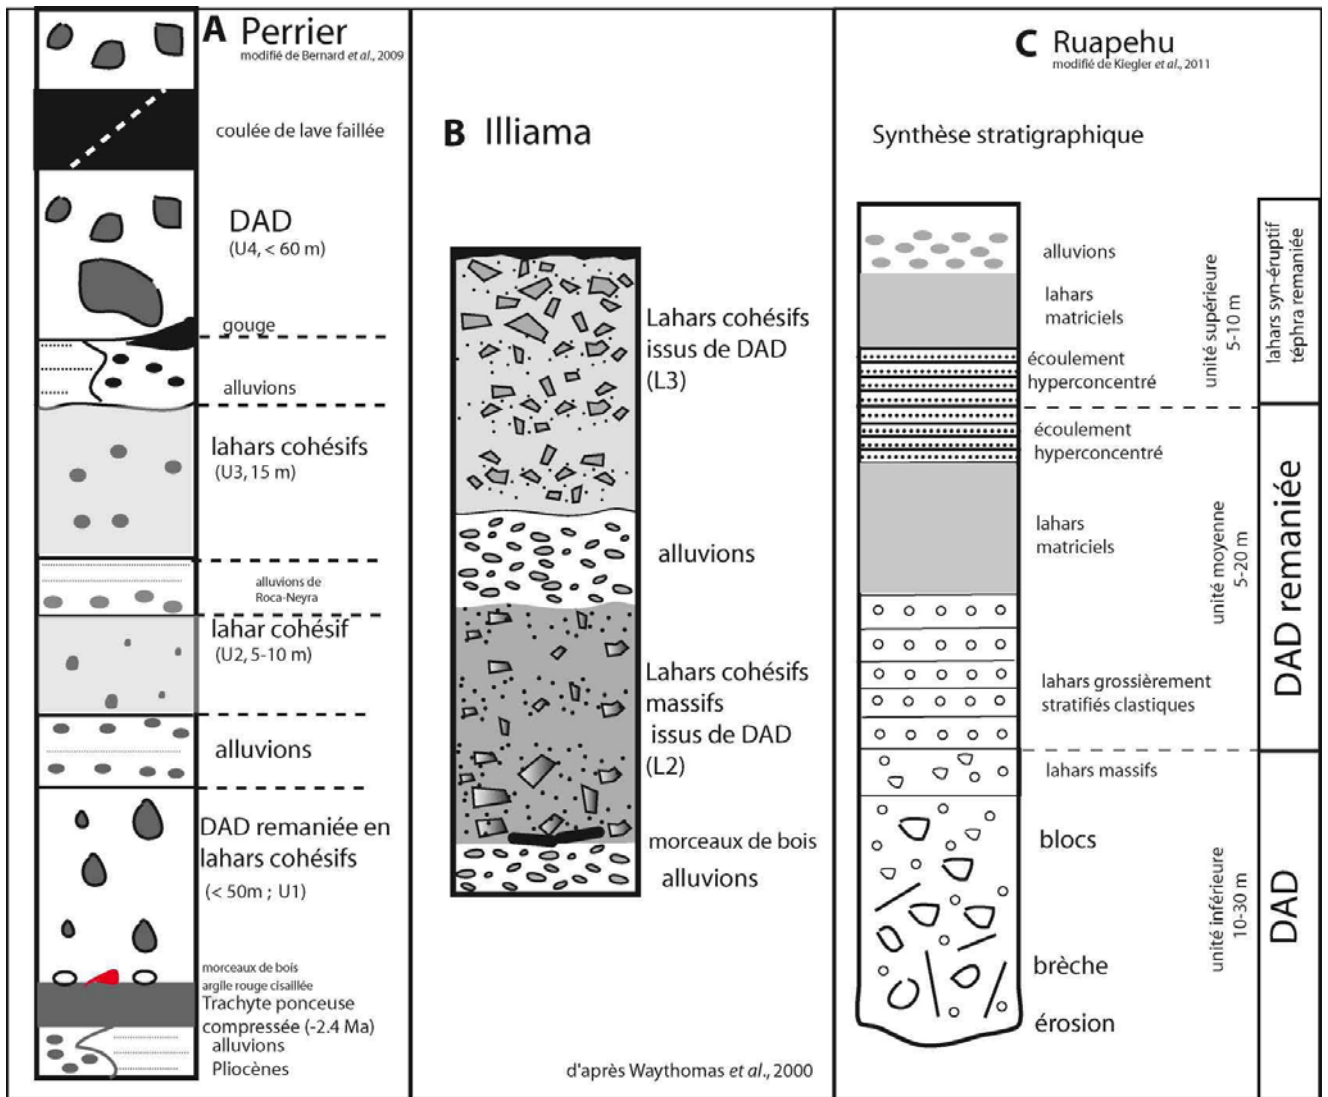 A Perrier
modifié de Bernard et al., 2009
coulée de lave faillée
DAD
(U4, < 60 m)
gouge
alluvions
lahars cohésifs
(U3, 15 m)
alluvions de
Roca-Neyra
lahar cohésif
(U2, 5-10 m)
alluvions
DAD remaniée en
lahars cohésifs
(< 50m ; U1)
morceaux de bois
argile rouge cisaillée
Trachyte ponceuse
compressée (-2.4 Ma)
alluvions
Pliocènes
B Illiama
Lahars cohésifs
issus de DAD
(L3)
alluvions
Lahars cohésifs
massifs
issus de DAD
(L2)
morceaux de bois
alluvions
d'après Waythomas et al., 2000
C Ruapehu
modifié de Kiegler et al., 2011
Synthèse stratigraphique
alluvions
lahars
matriciels
écoulement
hyperconcentré
écoulement
hyperconcentré
lahars
matriciels
lahars grossièrement
stratifiés clastiques
lahars massifs
blocs
brèche
érosion
unité supérieure
5-10 m
unité moyenne
5-20 m
unité inférieure
10-30 m
lahars syn-éruptif
téphra remaniée
DAD remaniée
DAD